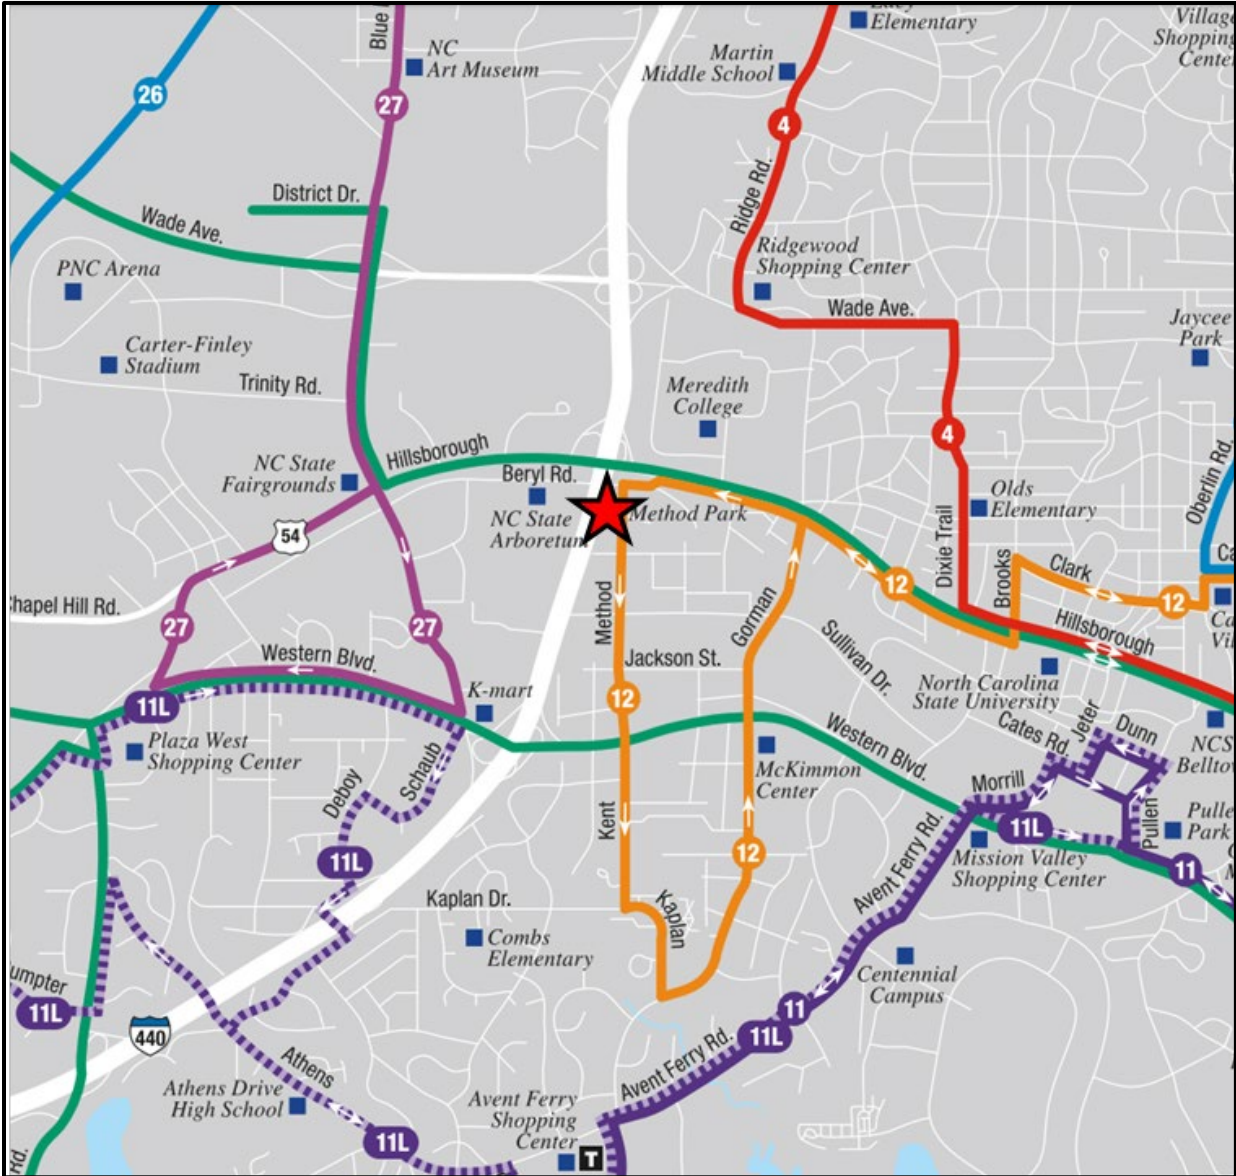 Elementary
Village
Shopping
Center
Blue
NC
Art Museum
Martin
Middle School
26
27
4
Ridge Rd.
District Dr.
Wade Ave.
Ridgewood
Shopping Center
PNC Arena
Wade Ave.
Carter-Finley
Stadium
Jaycee
Park
Trinity Rd.
Meredith
College
4
Hillsborough
NC State
Fairgrounds
Beryl Rd.
NC State
Arboretum
Method Park
Olds
Elementary
Oberlin Rd.
54
Dixie Trail
Brooks
Clark
12
12
Chapel Hill Rd.
27
27
Method
Gorman
Sullivan Dr.
Hillsborough
Western Blvd.
Jackson St.
K-mart
12
North Carolina
State University
11L
Plaza West
Shopping Center
Cates Rd.
Jeter
Dunn
Western Blvd.
McKimmon
Center
Deboy
Schaub
Morrill
Pullen
Kent
11L
12
Avent Ferry Rd.
11L
Mission Valley
Shopping Center
11
Park
Kaplan Dr.
Kaplan
Combs
Elementary
Centennial
Campus
umpter
11L
11
11L
440
Athens
Avent Ferry Rd.
Athens Drive
High School
Avent Ferry
Shopping
Center
T
11L
Rd.